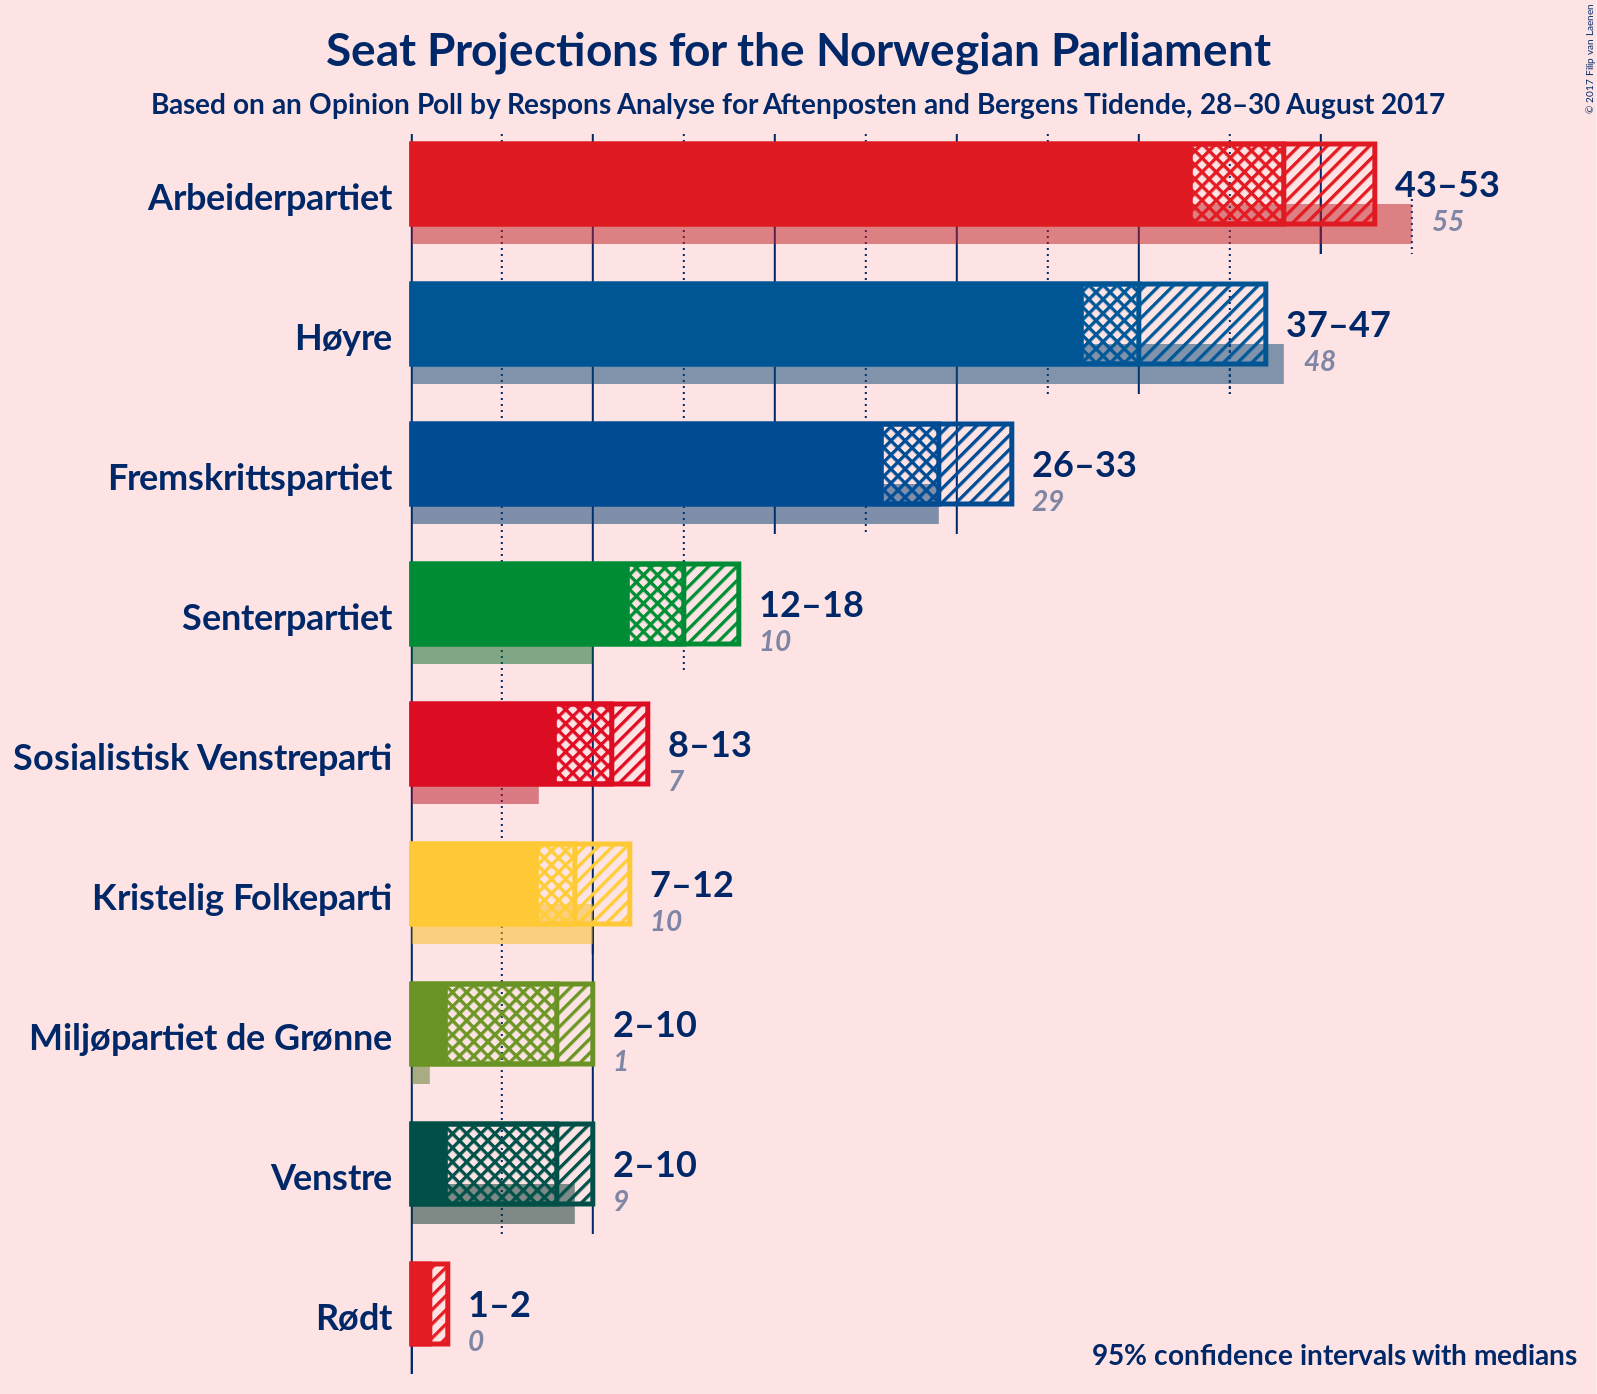 © 2017 Filip van Laenen
Seat Projections for the Norwegian Parliament
Based on an Opinion Poll by Respons Analyse for Aftenposten and Bergens Tidende, 28–30 August 2017
Arbeiderpartiet
43–53
55
Høyre
37–47
48
Fremskrittspartiet
26–33
29
Senterpartiet
12–18
10
Sosialistisk Venstreparti
8–13
7
Kristelig Folkeparti
7–12
10
Miljøpartiet de Grønne
2–10
1
Venstre
2–10
9
Rødt
1–2
0
95% confidence intervals with medians